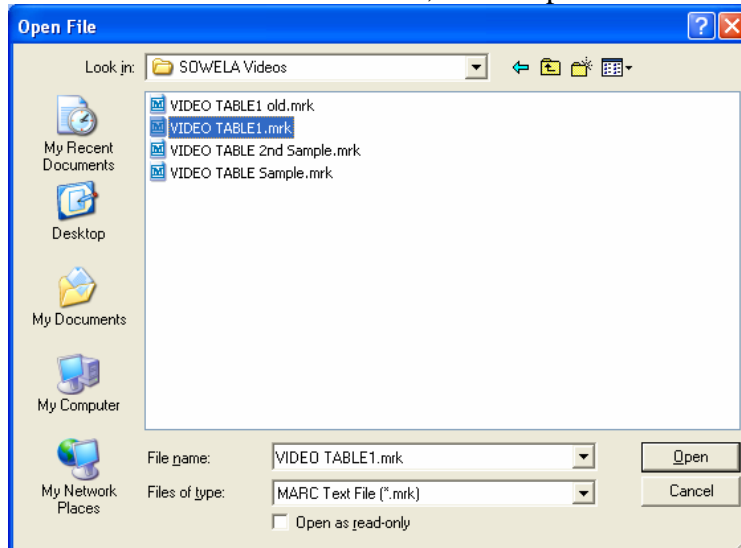 Open File
Look in: SOWELA Videos
VIDEO TABLE1 old.mrk
VIDEO TABLE1.mrk
VIDEO TABLE 2nd Sample.mrk
VIDEO TABLE Sample.mrk
My Recent
Documents
Desktop
My Documents
My Computer
My Network
Places
File name: VIDEO TABLE1.mrk Open
Files of type: MARC Text File (*.mrk) Cancel
Open as read-only